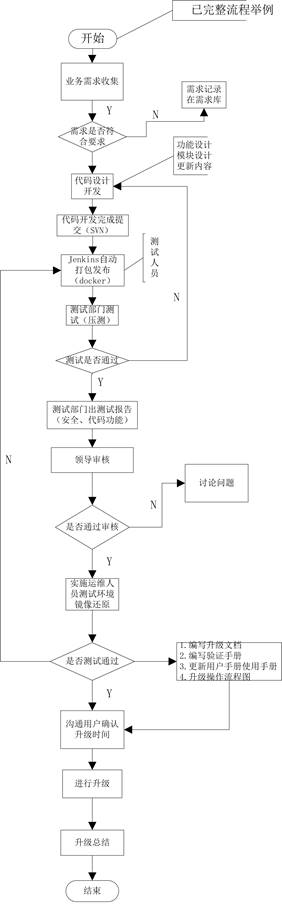 已完整流程举例
开始
业务需求收集
需求记录
在需求库
Y
N
需求是否符
合要求
功能设计
模块设计
更新内容
代码设计
开发
代码开发完成提
交（SVN）
测
试
人
员
Jenkins自动
打包发布
（docker）
N
测试部门测
试（压测）
测试是否通过
Y
测试部门出测试报告
（安全、代码功能）
N
领导审核
讨论问题
N
是否通过审核
Y
实施运维人
员测试环境
镜像还原
是否测试通过
1.编写升级文档
2.编写验证手册
3.更新用户手册使用手册
4.升级操作流程图
Y
沟通用户确认
升级时间
进行升级
升级总结
结束